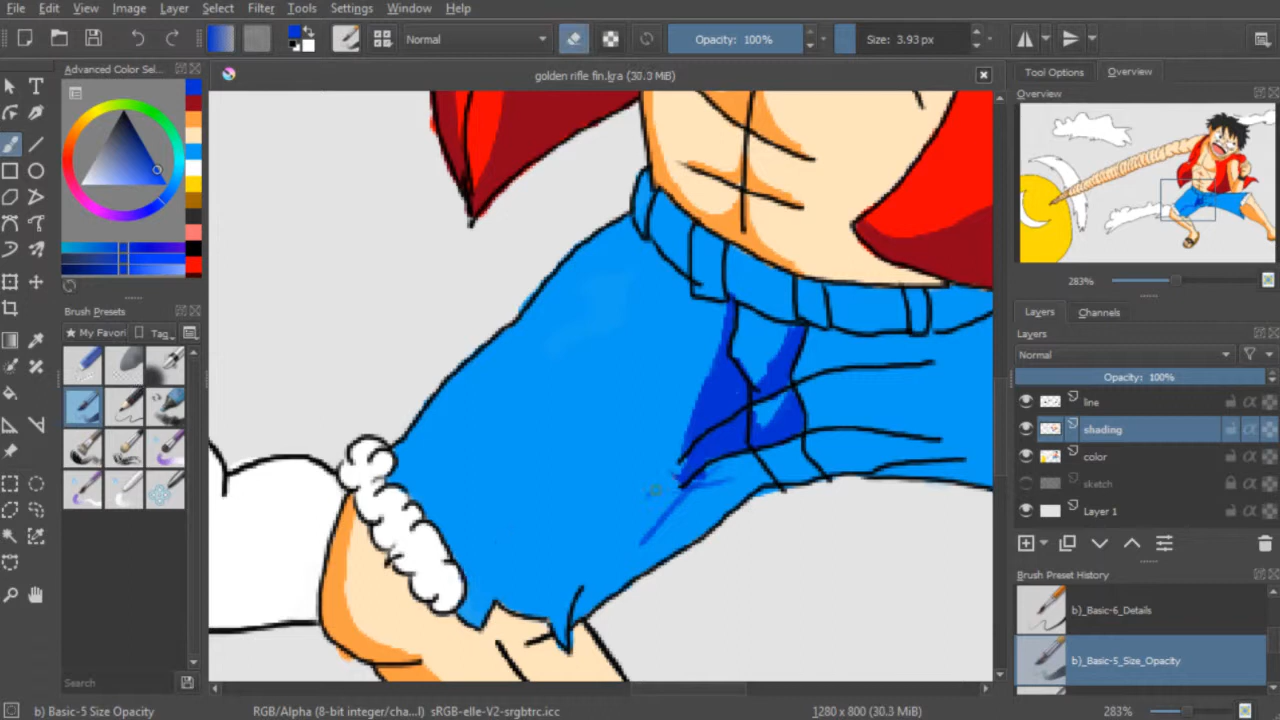 File Edit View Image Layer Select Filter Tools Settings Window Help
Normal
Opacity: 100%
Size: 3.93 px
Advanced Color Sel...
golden rifle fin.kra (30.3 MiB)
Tool Options Overview
Overview
283%
Brush Presets
My Favori Tag
Layers Channels
Layers
Normal
Opacity: 100%
line
shading
color
sketch
Layer 1
Brush Preset History
b)_Basic-6_Details
b)_Basic-5_Size_Opacity
Search
b) Basic-5 Size Opacity
RGB/Alpha (8-bit integer/cha...l) sRGB-elle-V2-srgbtrc.icc
1280 x 800 (30.3 MiB)
283%